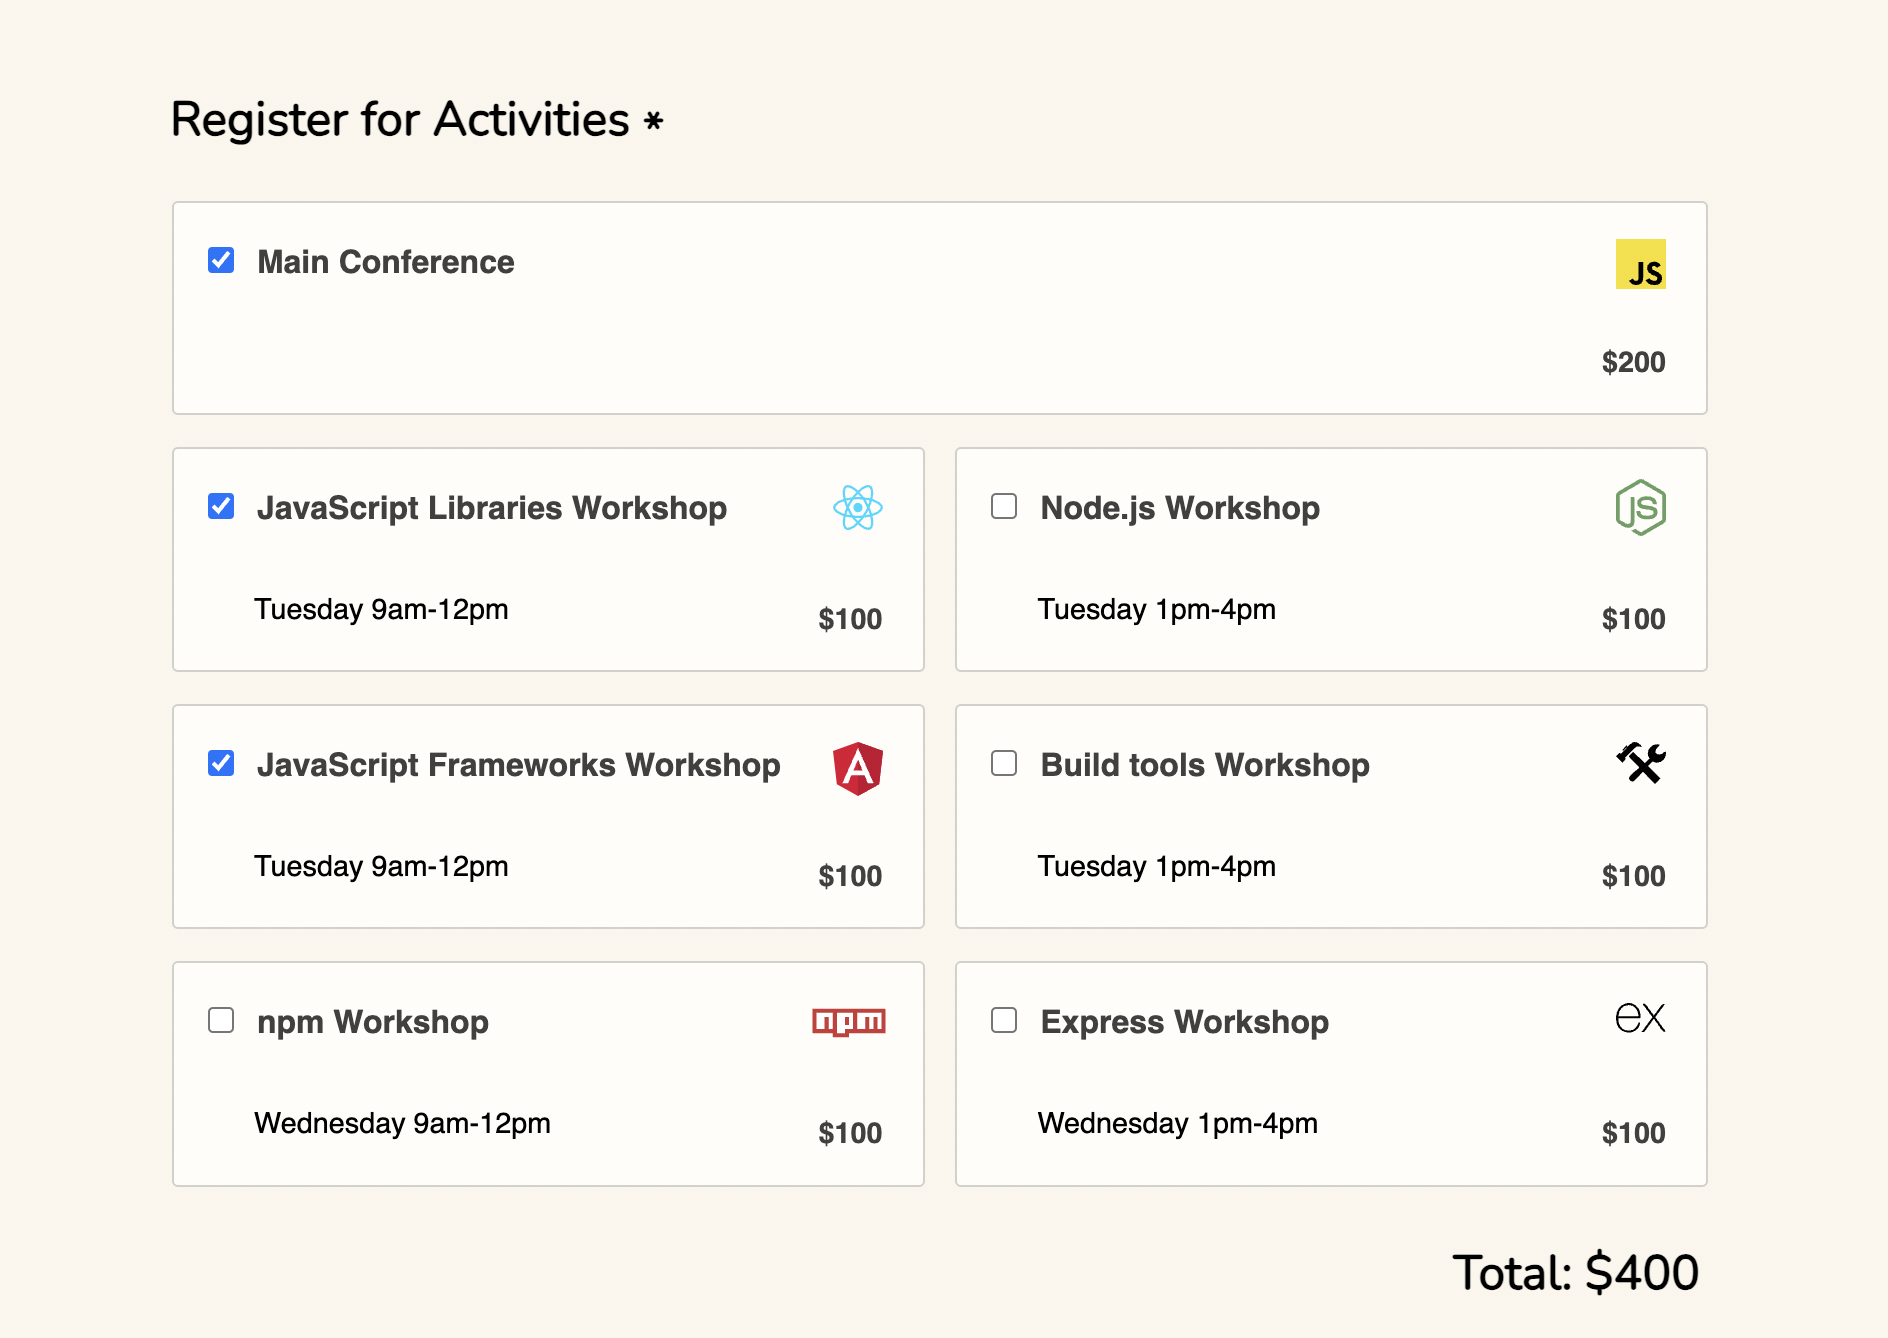 Register for Activities *
Main Conference
JS
$200
JavaScript Libraries Workshop
Tuesday 9am-12pm
$100
Node.js Workshop
JS
Tuesday 1pm-4pm
$100
JavaScript Frameworks Workshop
A
Tuesday 9am-12pm
$100
Build tools Workshop
Tuesday 1pm-4pm
$100
npm Workshop
npm
Wednesday 9am-12pm
$100
Express Workshop
ex
Wednesday 1pm-4pm
$100
Total: $400